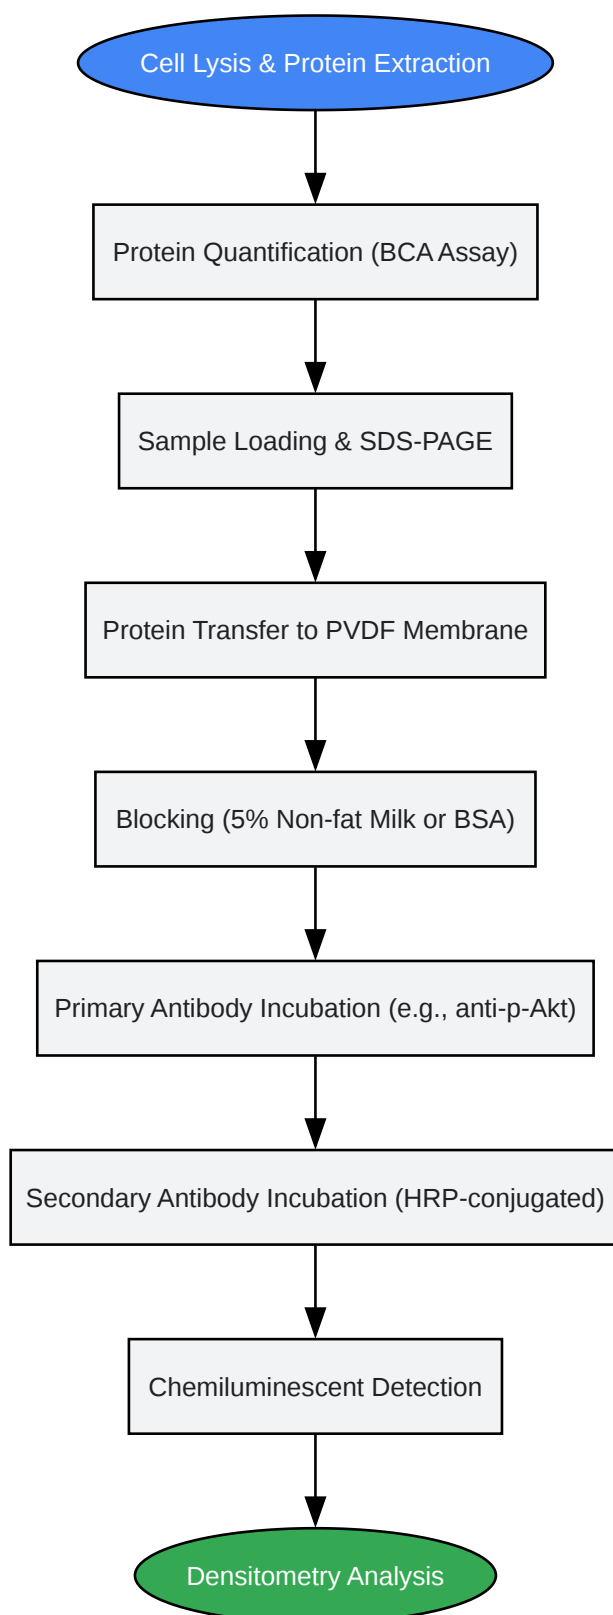 Cell Lysis & Protein Extraction
Protein Quantification (BCA Assay)
Sample Loading & SDS-PAGE
Protein Transfer to PVDF Membrane
Blocking (5% Non-fat Milk or BSA)
Primary Antibody Incubation (e.g., anti-p-Akt)
Secondary Antibody Incubation (HRP-conjugated)
Chemiluminescent Detection
Densitometry Analysis